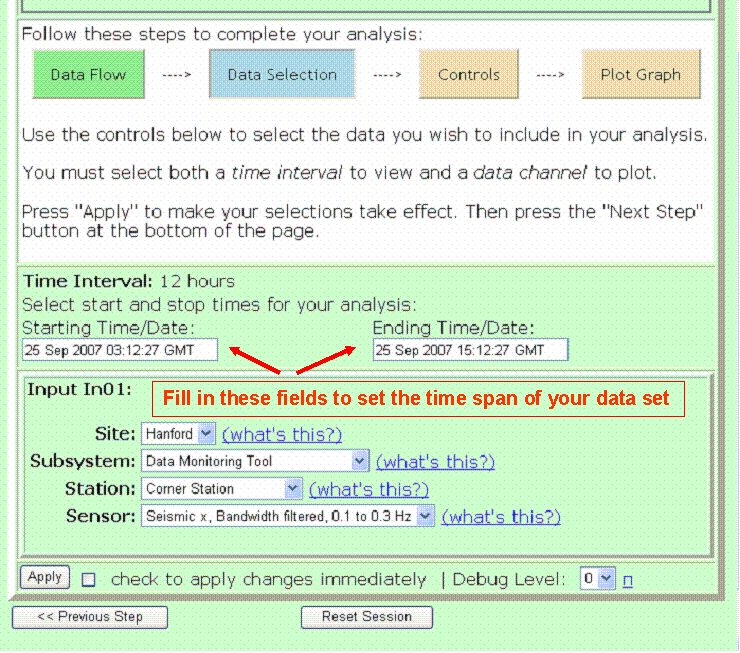 Follow these steps to complete your analysis:
Data Flow ----> Data Selection ----> Controls ----> Plot Graph
Use the controls below to select the data you wish to include in your analysis.
You must select both a time interval to view and a data channel to plot.
Press "Apply" to make your selections take effect. Then press the "Next Step"
button at the bottom of the page.
Time Interval: 12 hours
Select start and stop times for your analysis:
Starting Time/Date: Ending Time/Date:
25 Sep 2007 03:12:27 GMT 25 Sep 2007 15:12:27 GMT
Input In01:
Fill in these fields to set the time span of your data set
Site: Hanford (what's this?)
Subsystem: Data Monitoring Tool (what's this?)
Station: Corner Station (what's this?)
Sensor: Seismic x, Bandwidth filtered, 0.1 to 0.3 Hz (what's this?)
Apply check to apply changes immediately | Debug Level: 0 n
<< Previous Step Reset Session